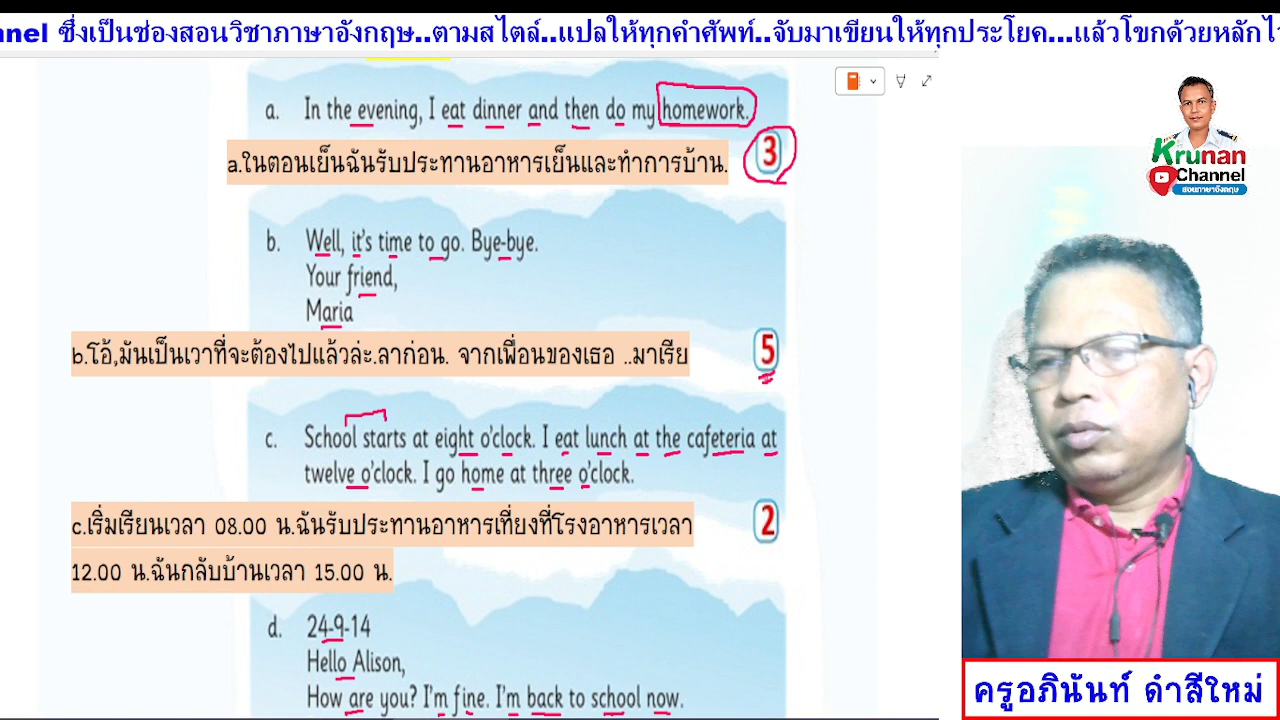 nnel ซึ่งเป็นช่องสอนวิชาภาษาอังกฤษ..ตามสไตล์..แปลให้ทุกคำศัพท์..จับมาเขียนให้ทุกประโยค...แล้วโขกด้วยหลักไ
a. In the evening, I eat dinner and then do my homework.
a.ในตอนเย็นฉันรับประทานอาหารเย็นและทำการบ้าน.
3
b. Well, it's time to go. Bye-bye.
Your friend,
Maria
b.โอ้,มันเป็นเวาที่จะต้องไปแล้วล่ะ.ลาก่อน. จากเพื่อนของเธอ ..มาเรีย
5
c. School starts at eight o'clock. I eat lunch at the cafeteria at
twelve o'clock. I go home at three o'clock.
c.เริ่มเรียนเวลา 08.00 น.ฉันรับประทานอาหารเที่ยงที่โรงอาหารเวลา
12.00 น.ฉันกลับบ้านเวลา 15.00 น.
2
d. 24-9-14
Hello Alison,
How are you? I'm fine. I'm back to school now.
Krunan
Channel
สอนภาษาอังกฤษ
ครูอภินันท์ ดำสีใหม่